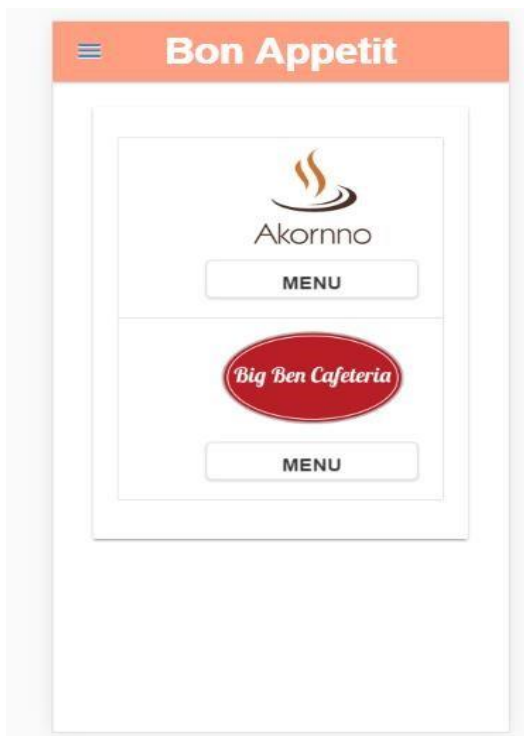 Bon Appetit
Akornno
MENU
Big Ben Cafeteria
MENU